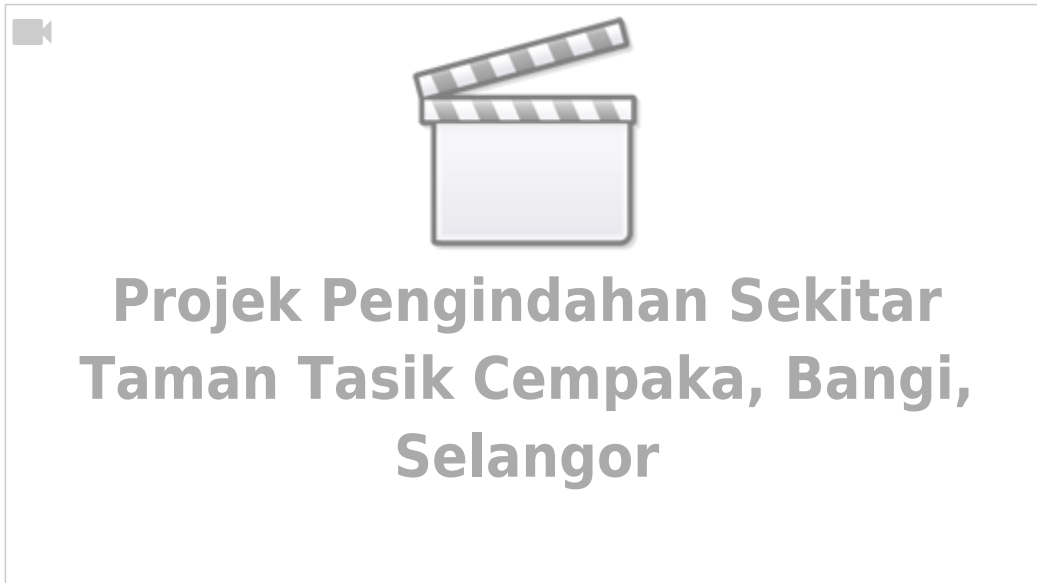 Projek Pengindahan Sekitar
Taman Tasik Cempaka, Bangi,
Selangor